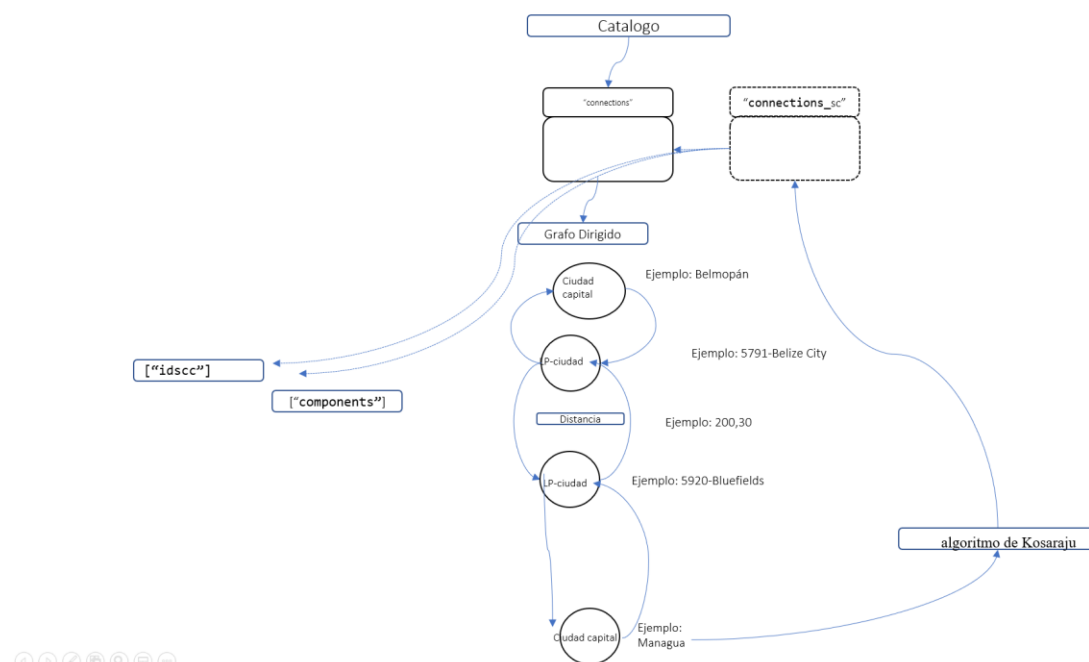 Catalogo
"connections"
"connections_sc"
Grafo Dirigido
Ciudad
capital
Ejemplo: Belmopán
LP-ciudad
Ejemplo: 5791-Belize City
["idscc"]
["components"]
Distancia
Ejemplo: 200,30
LP-ciudad
Ejemplo: 5920-Bluefields
algoritmo de Kosaraju
Ciudad capital
Ejemplo:
Managua